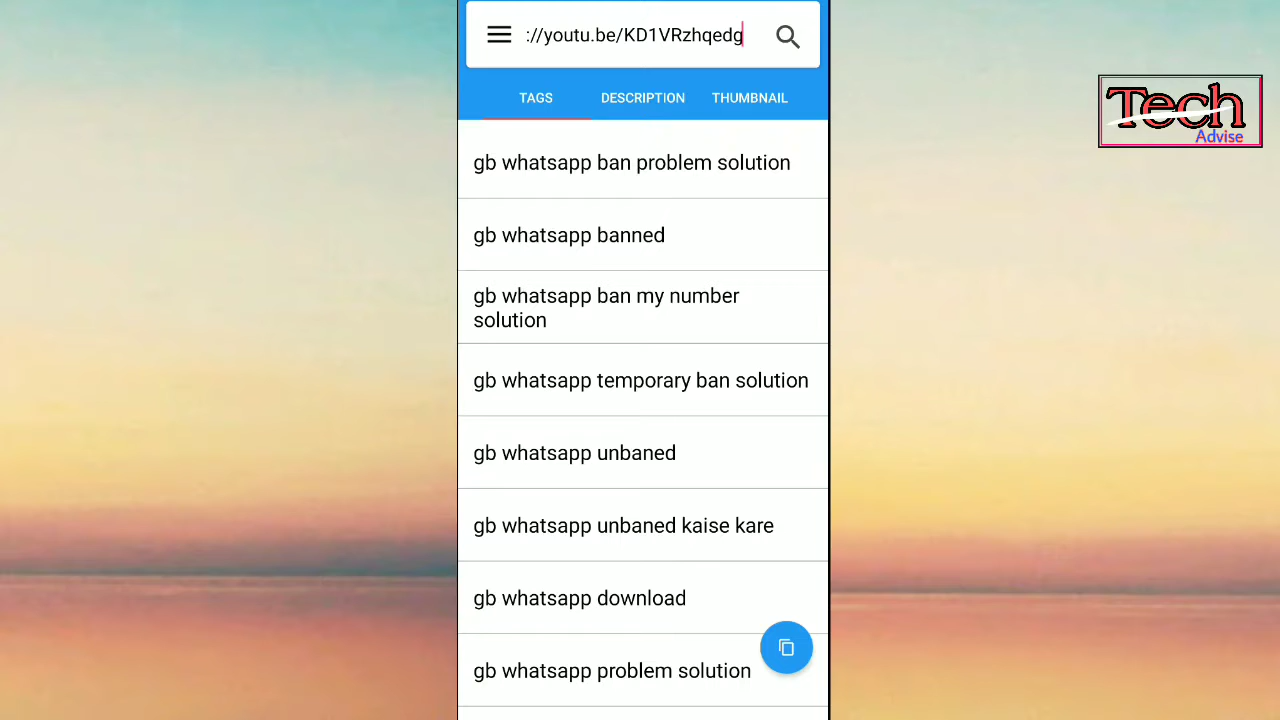 ://youtu.be/KD1VRzhqedg
TAGS DESCRIPTION THUMBNAIL
Tech
Advise
gb whatsapp ban problem solution
gb whatsapp banned
gb whatsapp ban my number
solution
gb whatsapp temporary ban solution
gb whatsapp unbaned
gb whatsapp unbaned kaise kare
gb whatsapp download
gb whatsapp problem solution